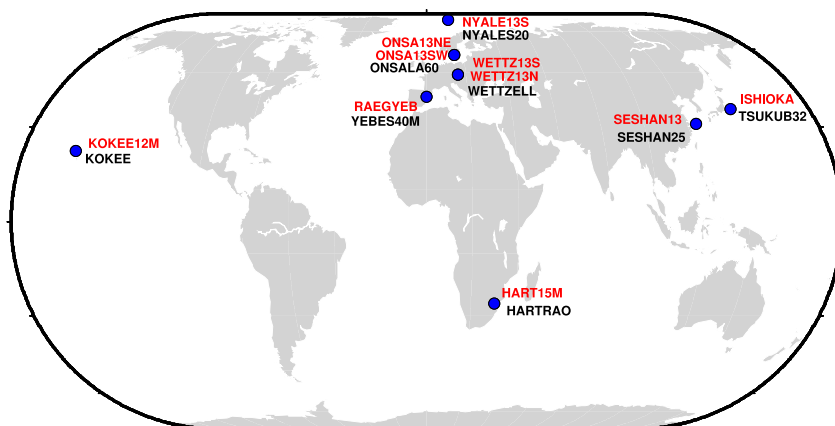 NYALE13S
NYALES20
ONSA13NE
ONSA13SW
ONSALA60
WETTZ13S
WETTZ13N
WETTZELL
RAEGYEB
YEBES40M
ISHIOKA
TSUKUB32
SESHAN13
SESHAN25
KOKEE12M
KOKEE
HART15M
HARTRAO